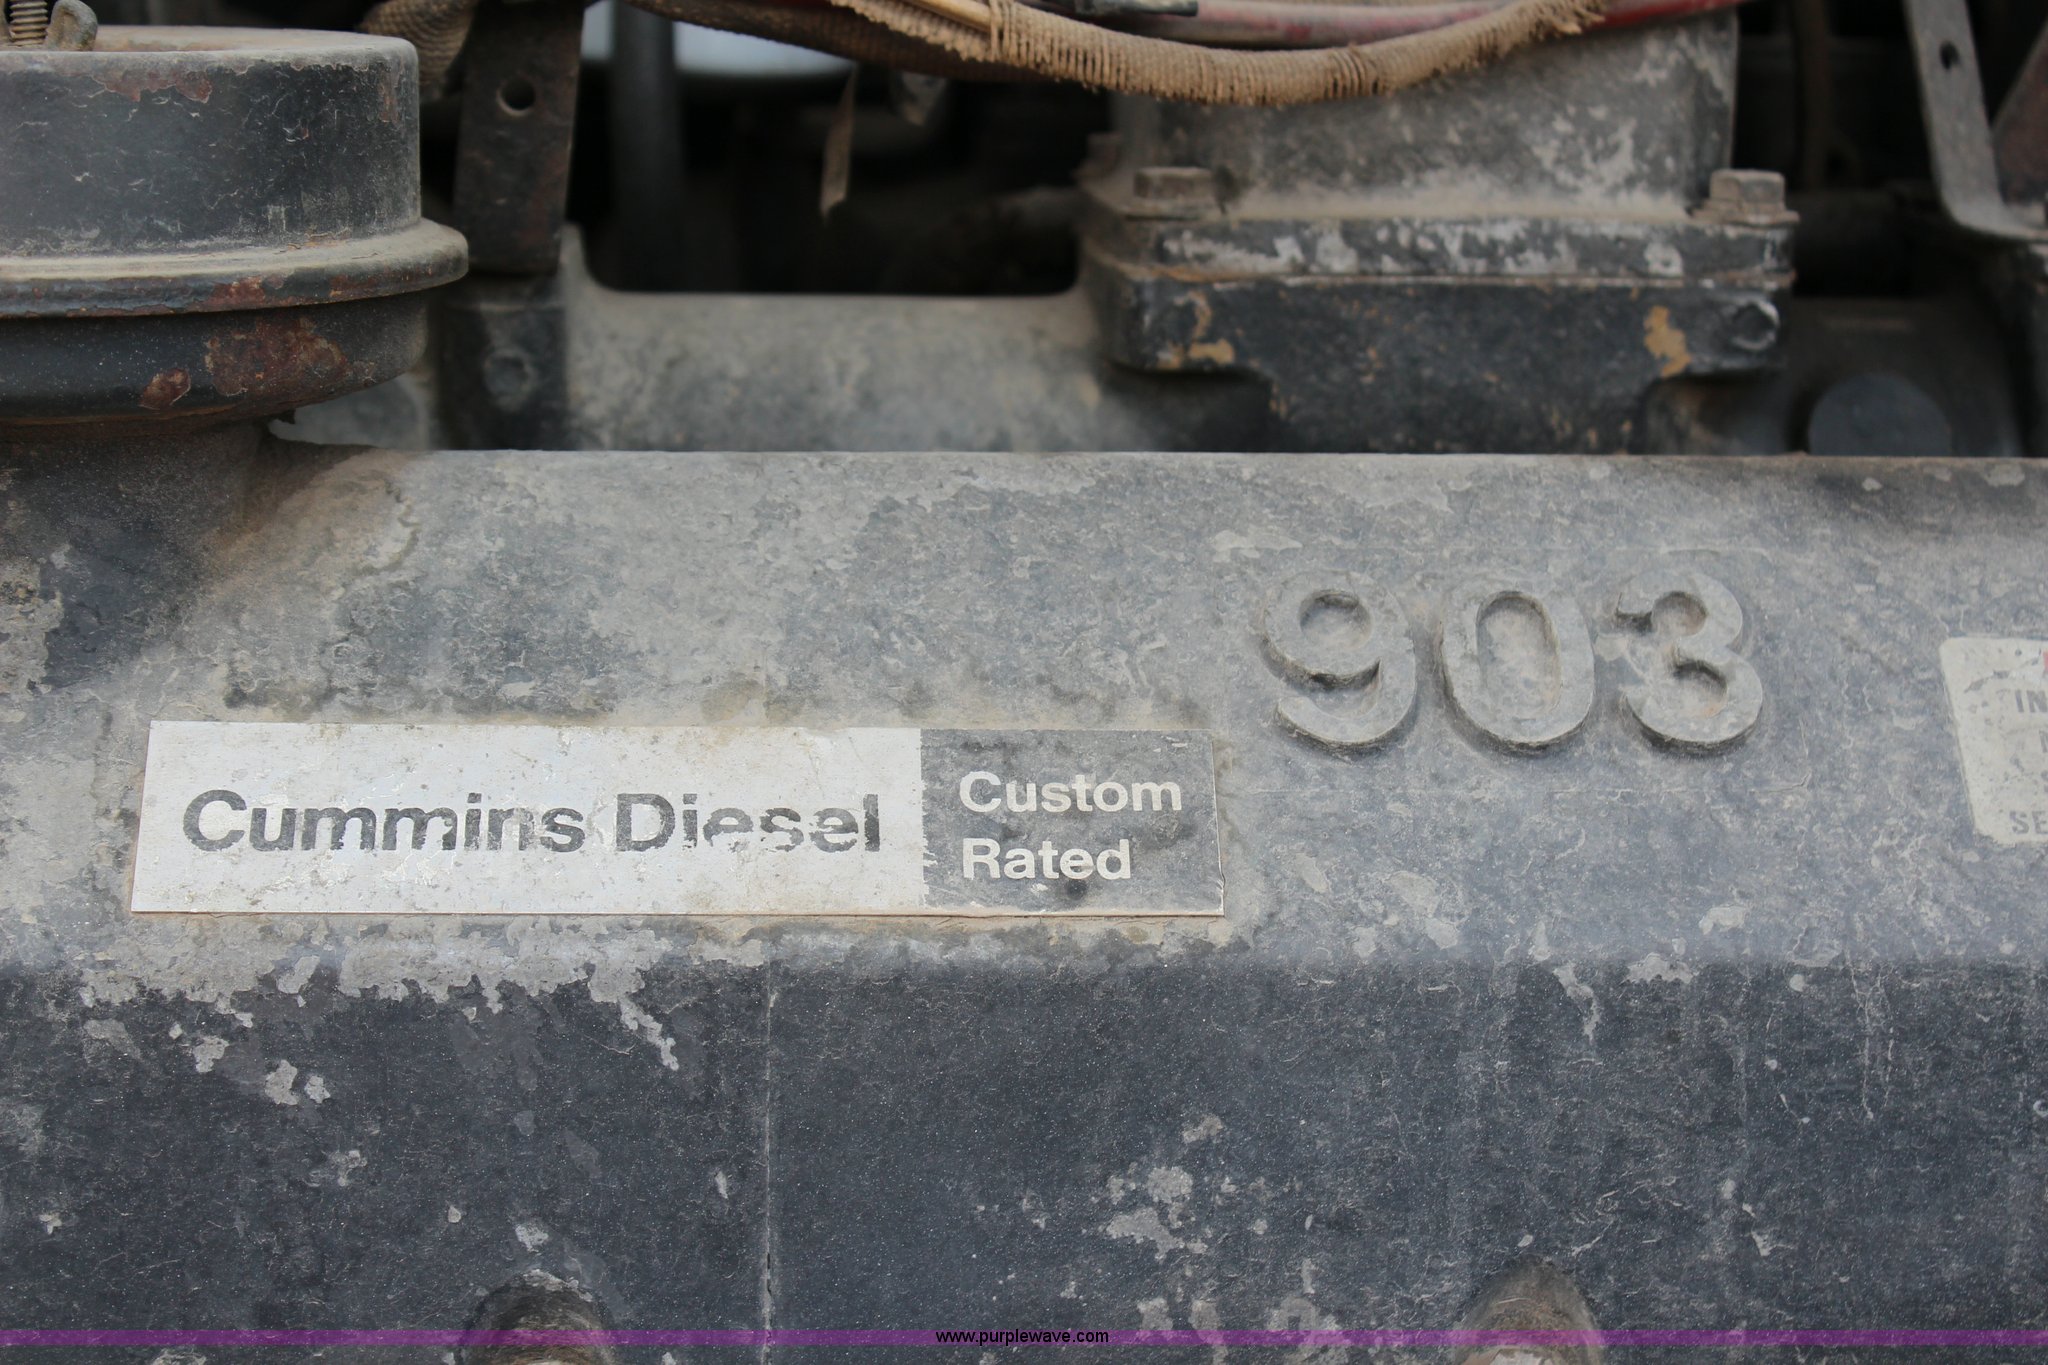 903
Cummins Diesel
Custom
Rated
www.purplewave.com